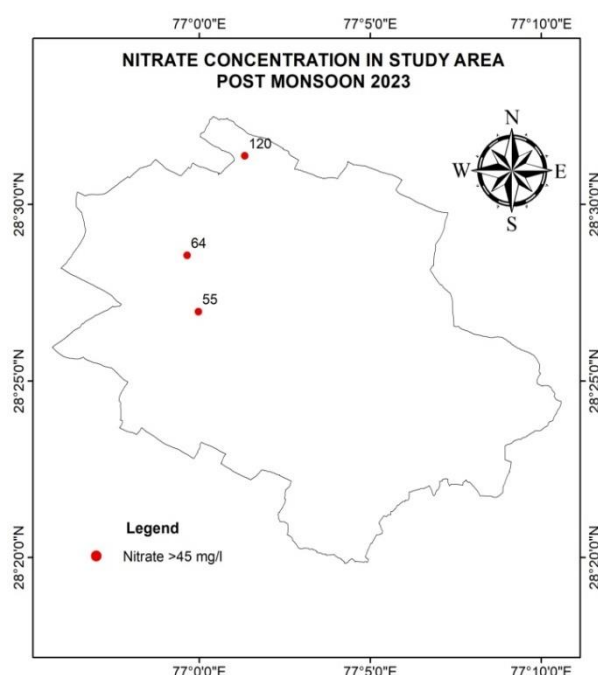 77°0'0"E 77°5'0"E 77°10'0"E
NITRATE CONCENTRATION IN STUDY AREA
POST MONSOON 2023
N
W E
S
120
64
55
28°30'0"N 28°30'0"N
28°25'0"N 28°25'0"N
28°20'0"N 28°20'0"N
Legend
Nitrate >45 mg/l
77°0'0"E 77°5'0"E 77°10'0"E